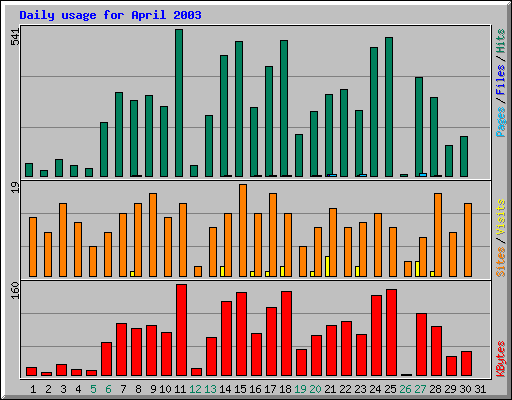 Daily usage for April 2003
541
Pages / Files / Hits
19
Sites / Visits
160
KBytes
1 2 3 4 5 6 7 8 9 10 11 12 13 14 15 16 17 18 19 20 21 22 23 24 25 26 27 28 29 30 31